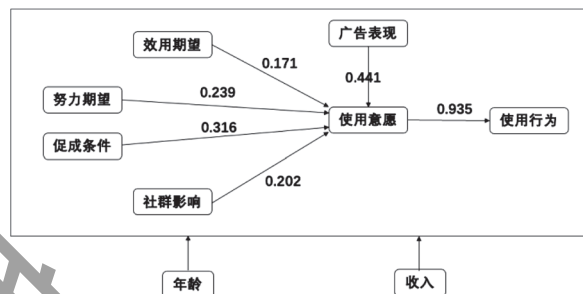 广告表现
效用期望
0.171
0.441
努力期望
0.239
使用意愿
0.935
使用行为
促成条件
0.316
0.202
社群影响
年龄
收入